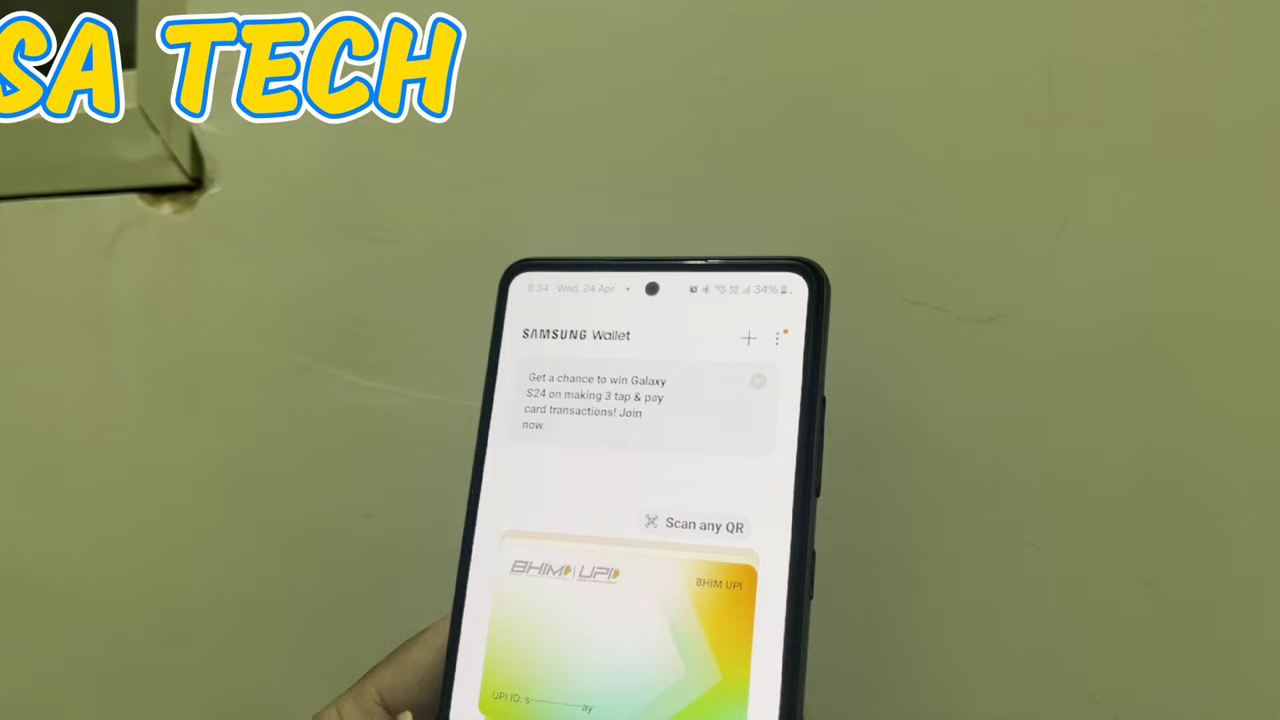 SA TECH
8:34 Wed, 24 Apr
34%
SAMSUNG Wallet
Get a chance to win Galaxy
S24 on making 3 tap & pay
card transactions! Join
now.
Scan any QR
BHIM UPI
BHIM UPI
UPI ID: s··············ay